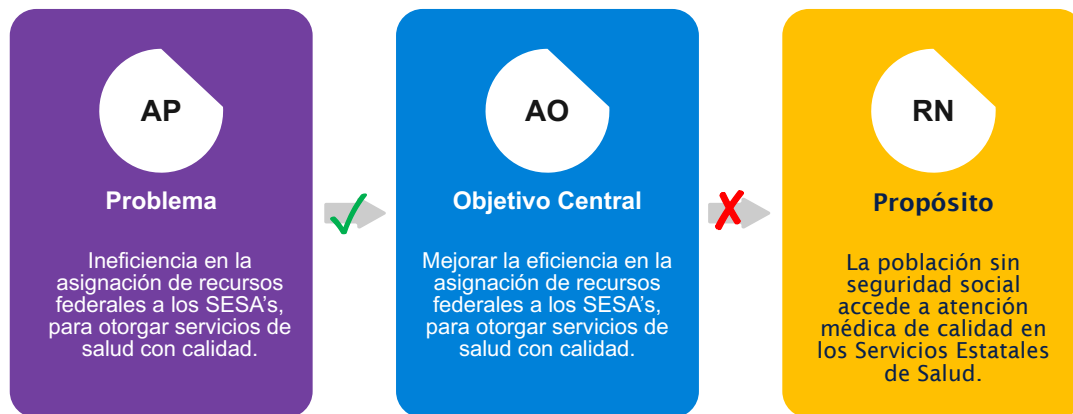 AP
Problema
Ineficiencia en la
asignación de recursos
federales a los SESA’s,
para otorgar servicios de
salud con calidad.
AO
Objetivo Central
Mejorar la eficiencia en la
asignación de recursos
federales a los SESA’s,
para otorgar servicios de
salud con calidad.
RN
Propósito
La población sin
seguridad social
accede a atención
médica de calidad en
los Servicios Estatales
de Salud.